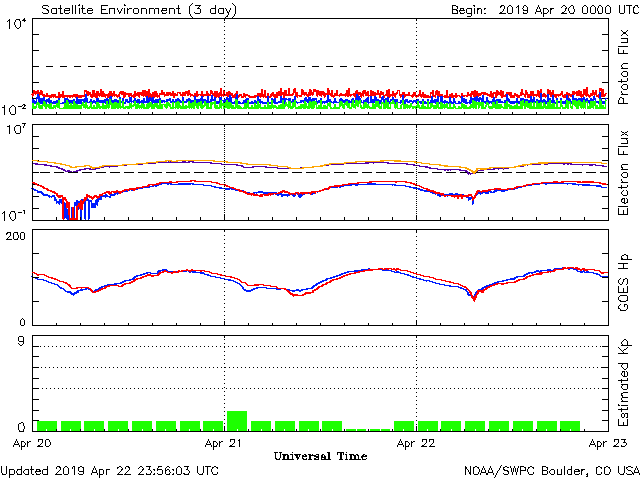 Satellite Environment (3 day) Begin: 2019 Apr 20 0000 UTC
10⁴
10⁻²
Proton Flux
10⁷
10⁻¹
Electron Flux
200
0
GOES Hp
9
0
Estimated Kp
Apr 20 Apr 21 Apr 22 Apr 23
Universal Time
Updated 2019 Apr 22 23:56:03 UTC NOAA/SWPC Boulder, CO USA